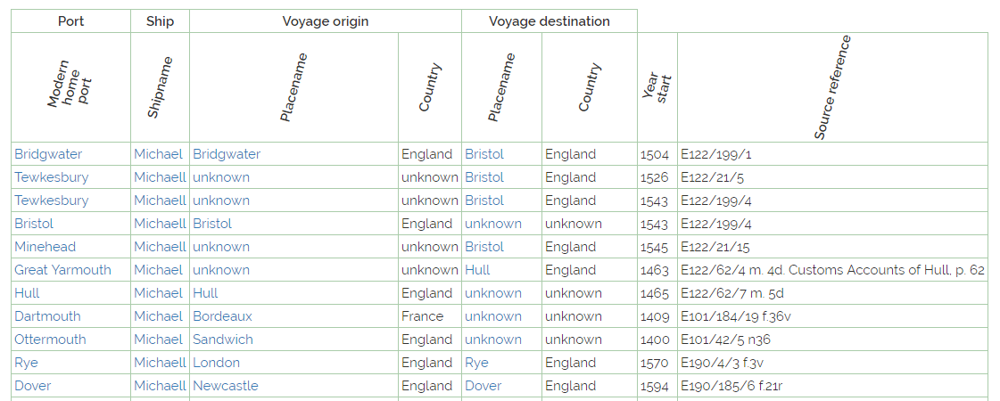 Port Ship Voyage origin Voyage destination
Modern home port Shipname Placename Country Placename Country Year start Source reference
Bridgwater Michael Bridgwater England Bristol England 1504 E122/199/1
Tewkesbury Michaell unknown unknown Bristol England 1526 E122/21/5
Tewkesbury Michaell unknown unknown Bristol England 1543 E122/199/4
Bristol Michaell Bristol England unknown unknown 1543 E122/199/4
Minehead Michaell unknown unknown Bristol England 1545 E122/21/15
Great Yarmouth Michael unknown unknown Hull England 1463 E122/62/4 m. 4d. Customs Accounts of Hull, p. 62
Hull Michael Hull England unknown unknown 1465 E122/62/7 m. 5d
Dartmouth Michael Bordeaux France unknown unknown 1409 E101/184/19 f.36v
Ottermouth Michael Sandwich England unknown unknown 1400 E101/42/5 n36
Rye Michaell London England Rye England 1570 E190/4/3 f.3v
Dover Michaell Newcastle England Dover England 1594 E190/185/6 f.21r